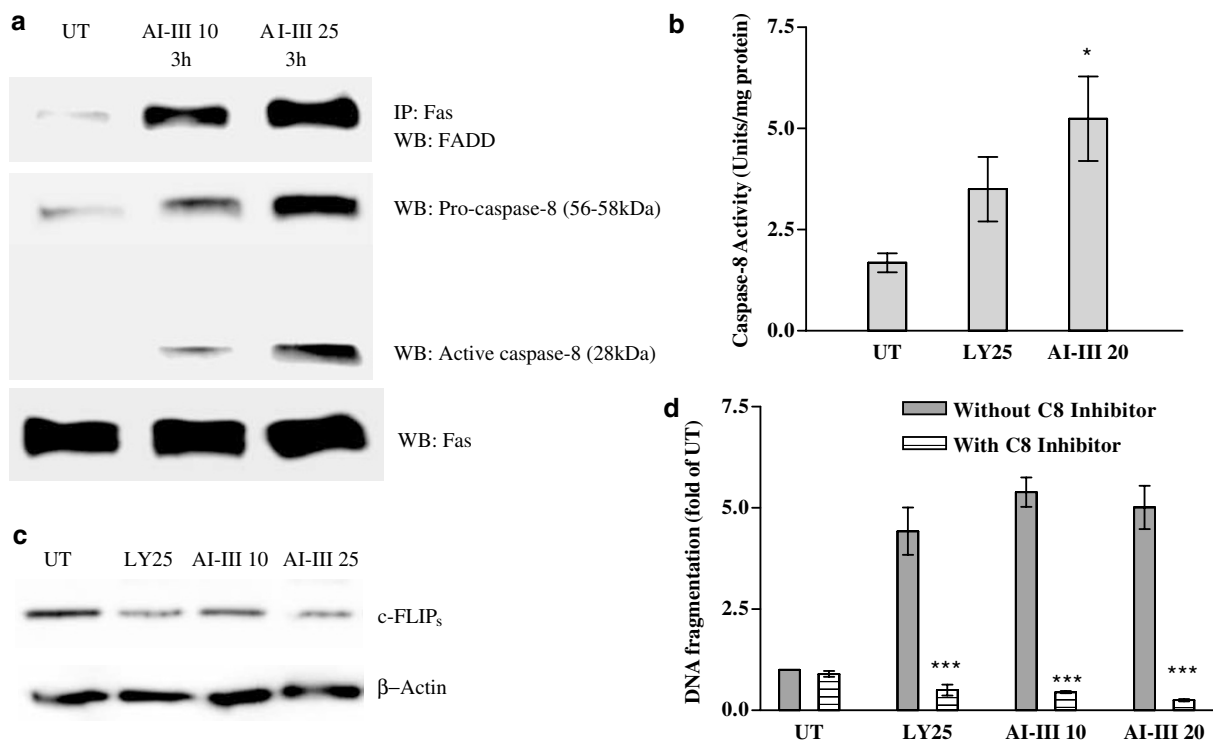 a
UT AI-III 10 AI-III 25
3h 3h
IP: Fas
WB: FADD
WB: Pro-caspase-8 (56-58kDa)
WB: Active caspase-8 (28kDa)
WB: Fas
b
Caspase-8 Activity (Units/mg protein)
7.5
5.0
2.5
0.0
*
UT LY25 AI-III 20
c
UT LY25 AI-III 10 AI-III 25
c-FLIPs
β-Actin
d
DNA fragmentation (fold of UT)
7.5
5.0
2.5
0.0
Without C8 Inhibitor
With C8 Inhibitor
*** *** ***
UT LY25 AI-III 10 AI-III 20